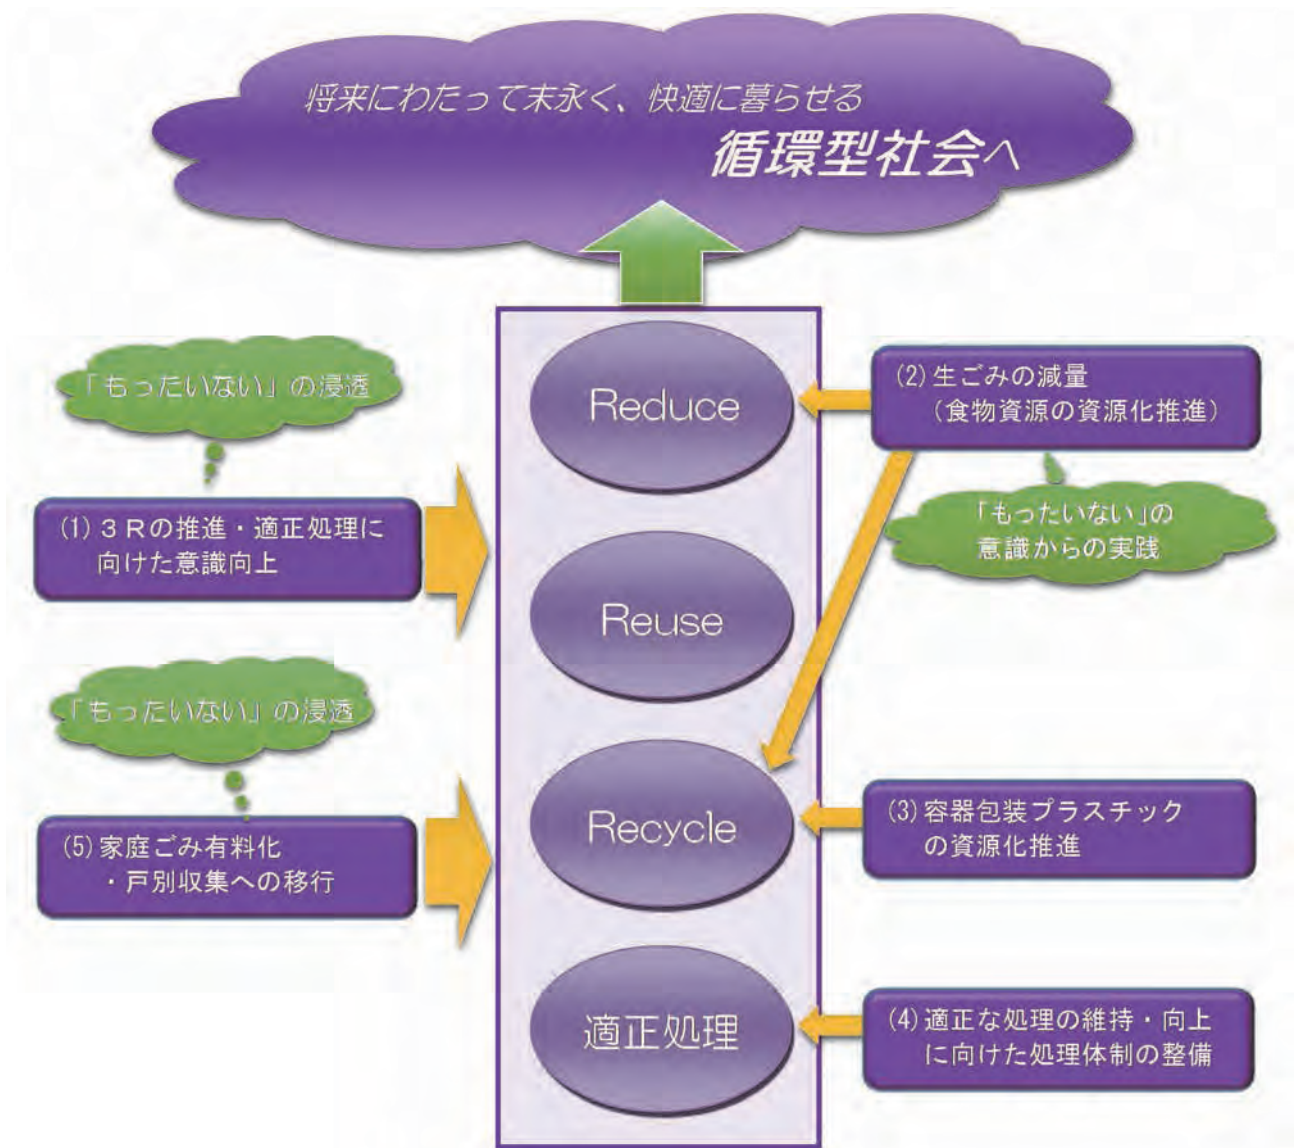 将来にわたって末永く、快適に暮らせる
循環型社会へ
「もったいない」の浸透
(1)３Ｒの推進・適正処理に
向けた意識向上
「もったいない」の浸透
(5)家庭ごみ有料化
・戸別収集への移行
Reduce
Reuse
Recycle
適正処理
(2)生ごみの減量
（食物資源の資源化推進）
「もったいない」の
意識からの実践
(3)容器包装プラスチック
の資源化推進
(4)適正な処理の維持・向上
に向けた処理体制の整備